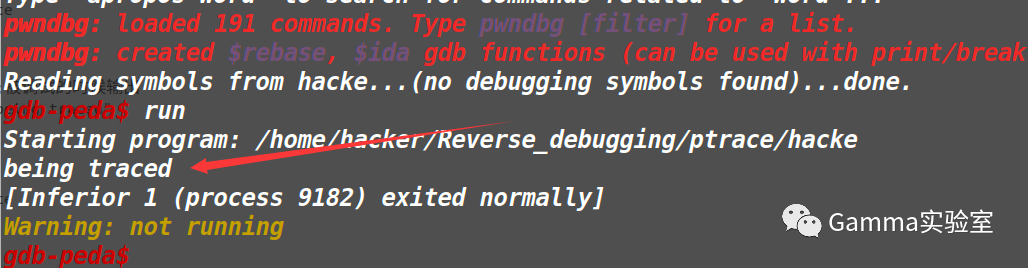 Type "apropos word" to search for commands related to "word"...
pwndbg: loaded 191 commands. Type pwndbg [filter] for a list.
pwndbg: created $rebase, $ida gdb functions (can be used with print/break
Reading symbols from hacke...(no debugging symbols found)...done.
gdb-peda$ run
Starting program: /home/hacker/Reverse_debugging/ptrace/hacke
being traced
[Inferior 1 (process 9182) exited normally]
Warning: not running
gdb-peda$
Gamma实验室